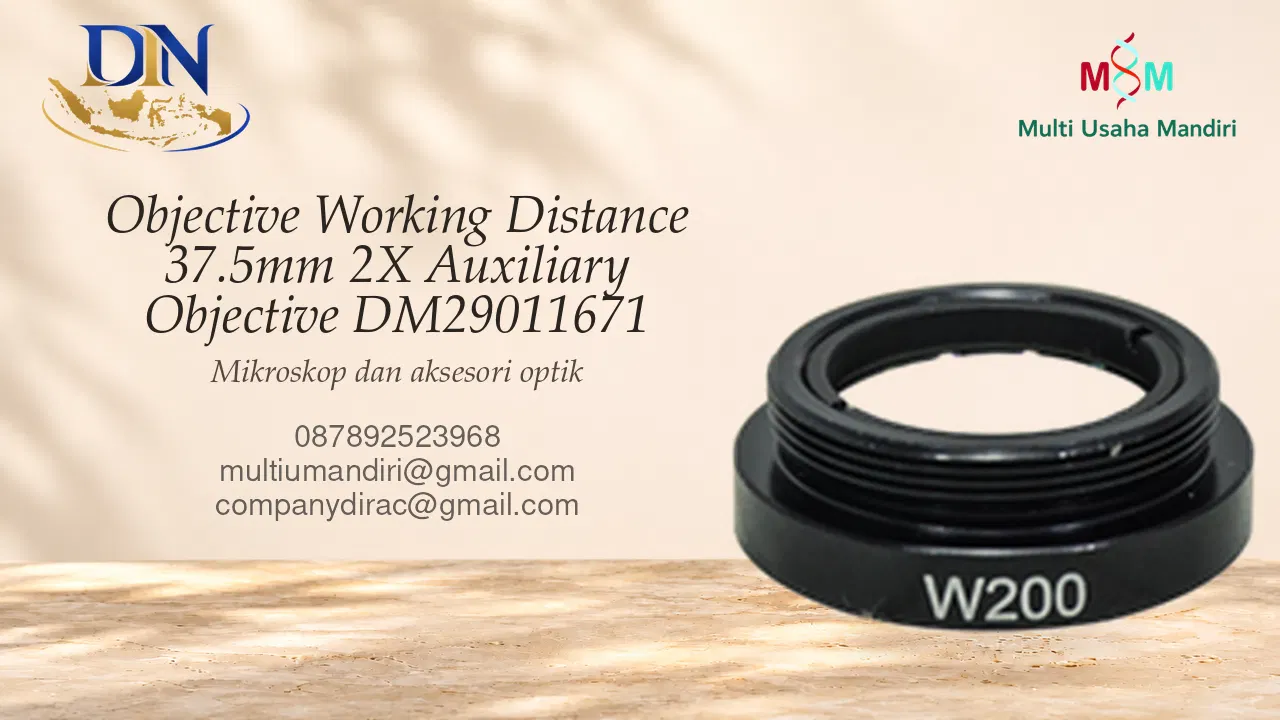 DIN
MSM
Multi Usaha Mandiri
Objective Working Distance
37.5mm 2X Auxiliary
Objective DM29011671
Mikroskop dan aksesori optik
087892523968
multiumandiri@gmail.com
companydirac@gmail.com
W200